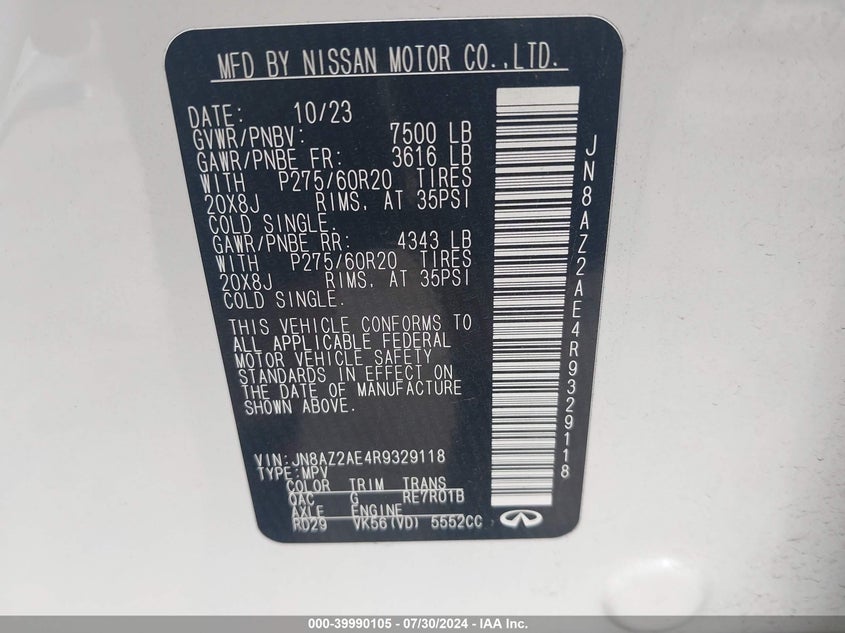 MFD BY NISSAN MOTOR CO.,LTD.
DATE: 10/23
GVWR/PNBV: 7500 LB
GAWR/PNBE FR: 3616 LB
WITH P275/60R20 TIRES
20X8J RIMS, AT 35PSI
COLD SINGLE.
GAWR/PNBE RR: 4343 LB
WITH P275/60R20 TIRES
20X8J RIMS, AT 35PSI
COLD SINGLE.
THIS VEHICLE CONFORMS TO
ALL APPLICABLE FEDERAL
MOTOR VEHICLE SAFETY
STANDARDS IN EFFECT ON
THE DATE OF MANUFACTURE
SHOWN ABOVE.
VIN:JN8AZ2AE4R9329118
TYPE:MPV
COLOR TRIM TRANS
QAC G RE7R01B
AXLE ENGINE
RD29 VK56(VD) 5552CC
JN8AZ2AE4R9329118
000-39990105 - 07/30/2024 - IAA Inc.